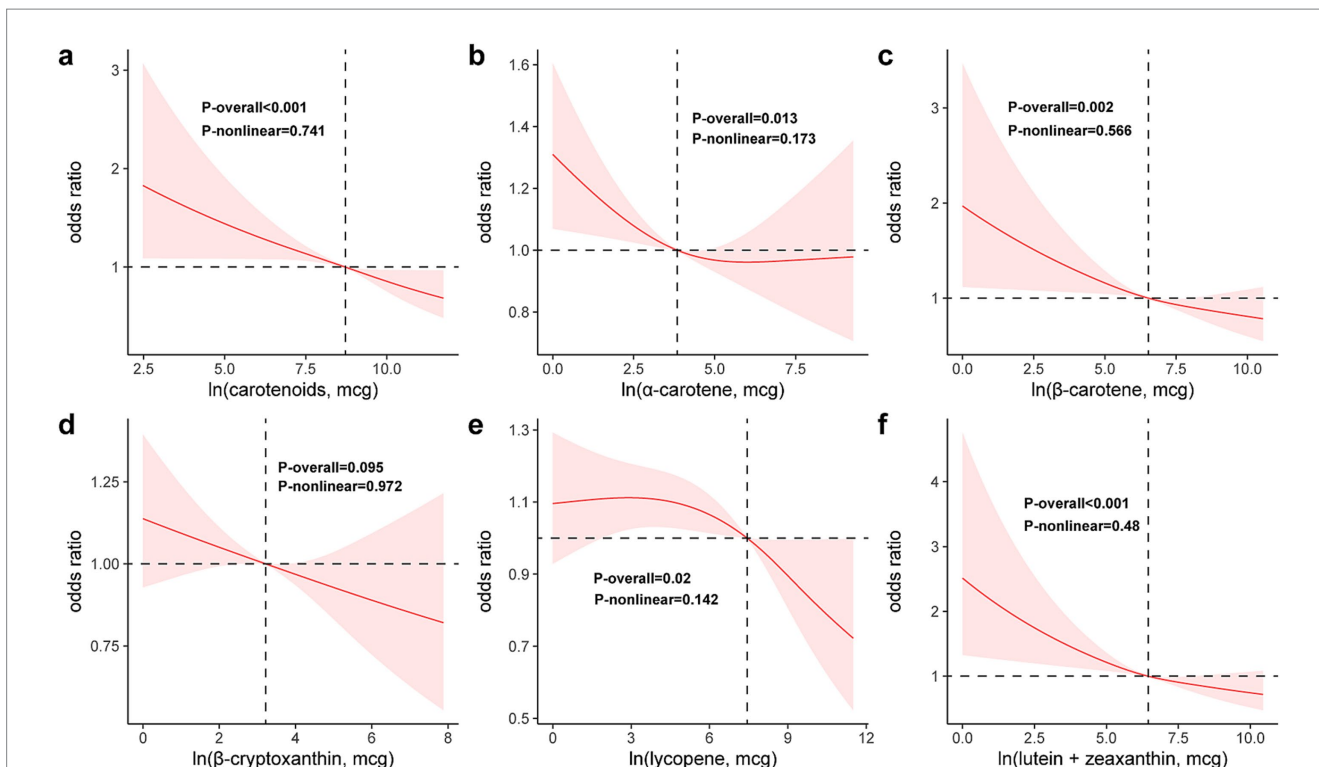 a
odds ratio
3
2
1
P-overall<0.001
P-nonlinear=0.741
2.5 5.0 7.5 10.0
ln(carotenoids, mcg)
b
odds ratio
1.6
1.4
1.2
1.0
0.8
P-overall=0.013
P-nonlinear=0.173
0.0 2.5 5.0 7.5
ln(α-carotene, mcg)
c
odds ratio
3
2
1
P-overall=0.002
P-nonlinear=0.566
0.0 2.5 5.0 7.5 10.0
ln(β-carotene, mcg)
d
odds ratio
1.25
1.00
0.75
P-overall=0.095
P-nonlinear=0.972
0 2 4 6 8
ln(β-cryptoxanthin, mcg)
e
odds ratio
1.3
1.1
0.9
0.7
0.5
P-overall=0.02
P-nonlinear=0.142
0 3 6 9 12
ln(lycopene, mcg)
f
odds ratio
4
3
2
1
P-overall<0.001
P-nonlinear=0.48
0.0 2.5 5.0 7.5 10.0
ln(lutein + zeaxanthin, mcg)